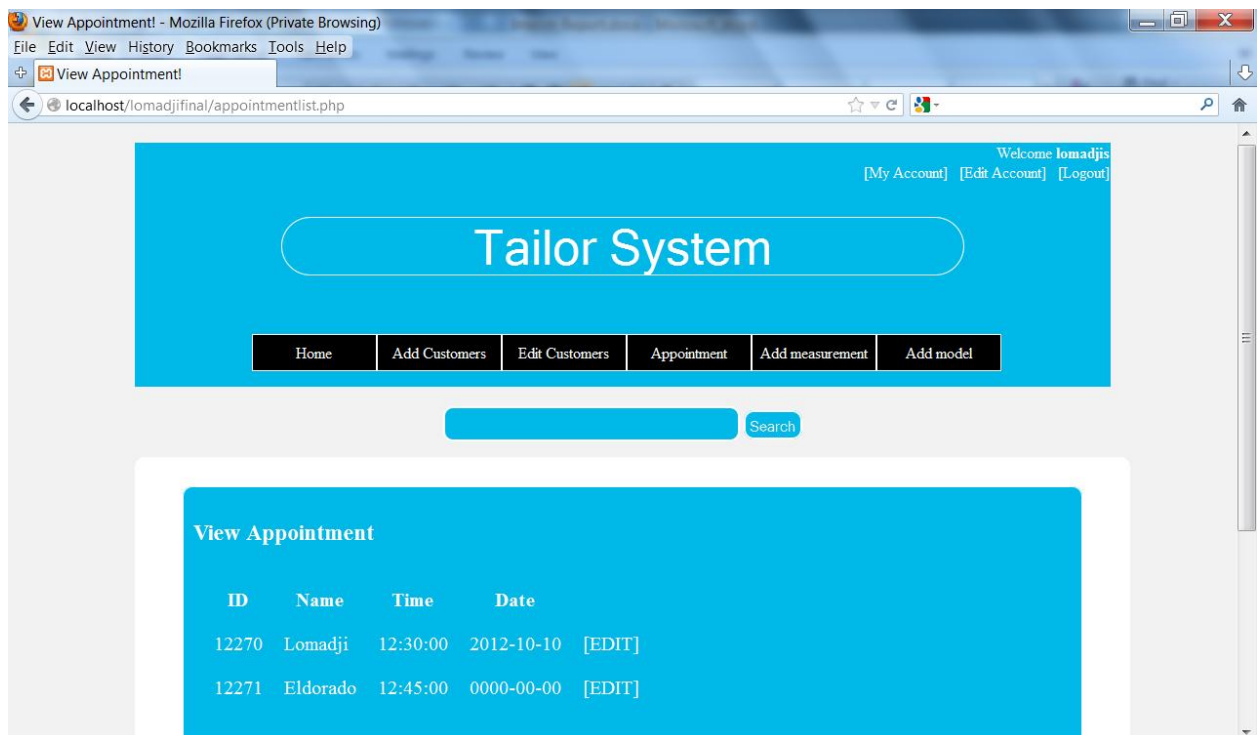 View Appointment! - Mozilla Firefox (Private Browsing)
File Edit View History Bookmarks Tools Help
View Appointment!
localhost/lomadjifinal/appointmentlist.php
Welcome lomadjis
[My Account] [Edit Account] [Logout]
Tailor System
Home Add Customers Edit Customers Appointment Add measurement Add model
Search
View Appointment
ID Name Time Date
12270 Lomadji 12:30:00 2012-10-10 [EDIT]
12271 Eldorado 12:45:00 0000-00-00 [EDIT]